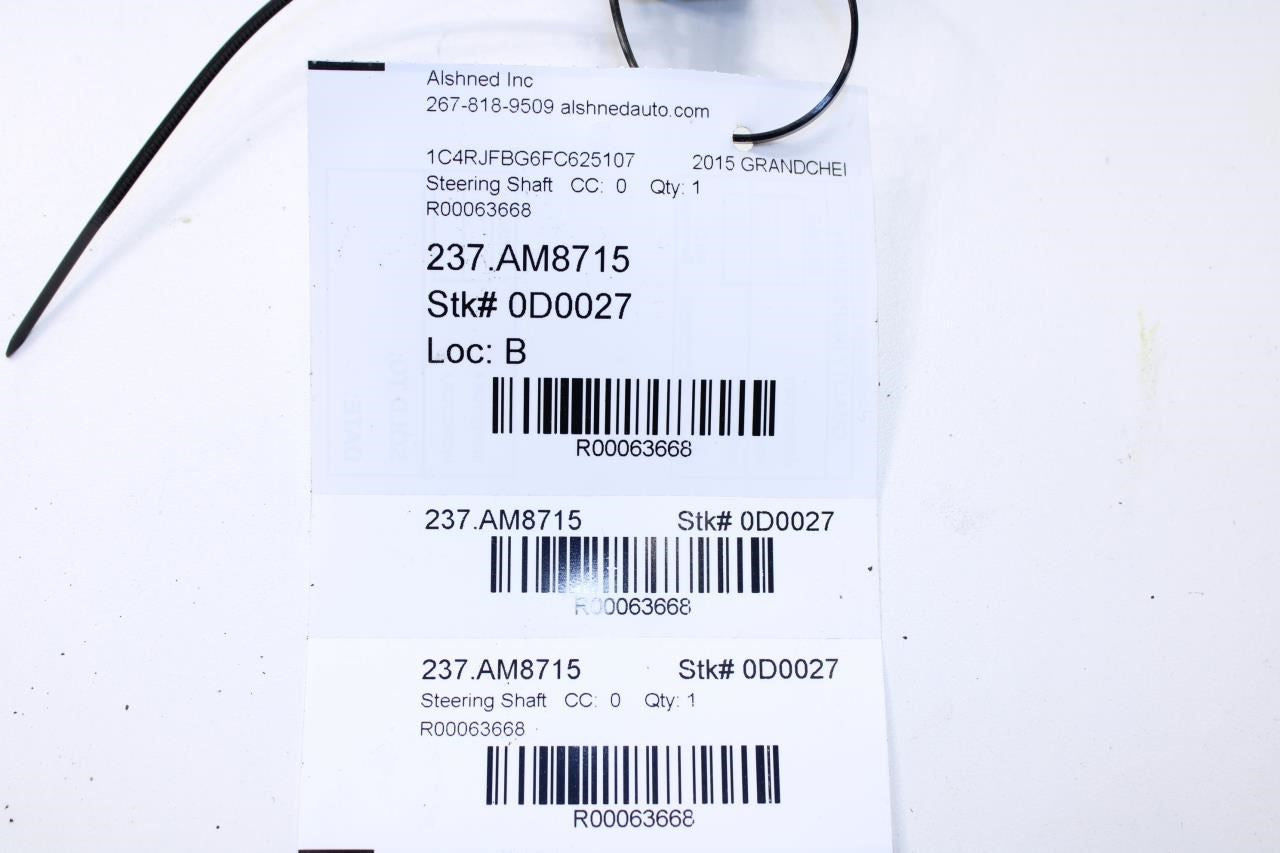 Alshned Inc
267-818-9509 alshnedauto.com
1C4RJFBG6FC625107 2015 GRANDCHEI
Steering Shaft CC: 0 Qty: 1
R00063668
237.AM8715
Stk# 0D0027
Loc: B
R00063668
237.AM8715 Stk# 0D0027
R00063668
237.AM8715 Stk# 0D0027
Steering Shaft CC: 0 Qty: 1
R00063668
R00063668